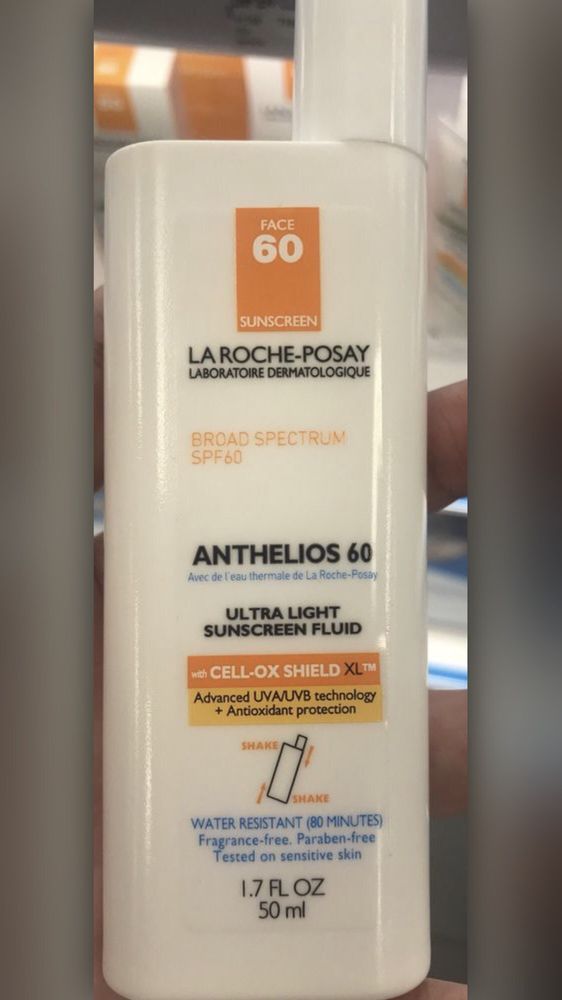 FACE
60
SUNSCREEN
LA ROCHE-POSAY
LABORATOIRE DERMATOLOGIQUE
BROAD SPECTRUM
SPF60
ANTHELIOS 60
Avec de l'eau thermale de La Roche-Posay
ULTRA LIGHT
SUNSCREEN FLUID
with CELL-OX SHIELD XL™
Advanced UVA/UVB technology
+ Antioxidant protection
SHAKE
SHAKE
WATER RESISTANT (80 MINUTES)
Fragrance-free. Paraben-free
Tested on sensitive skin
1.7 FL OZ
50 ml